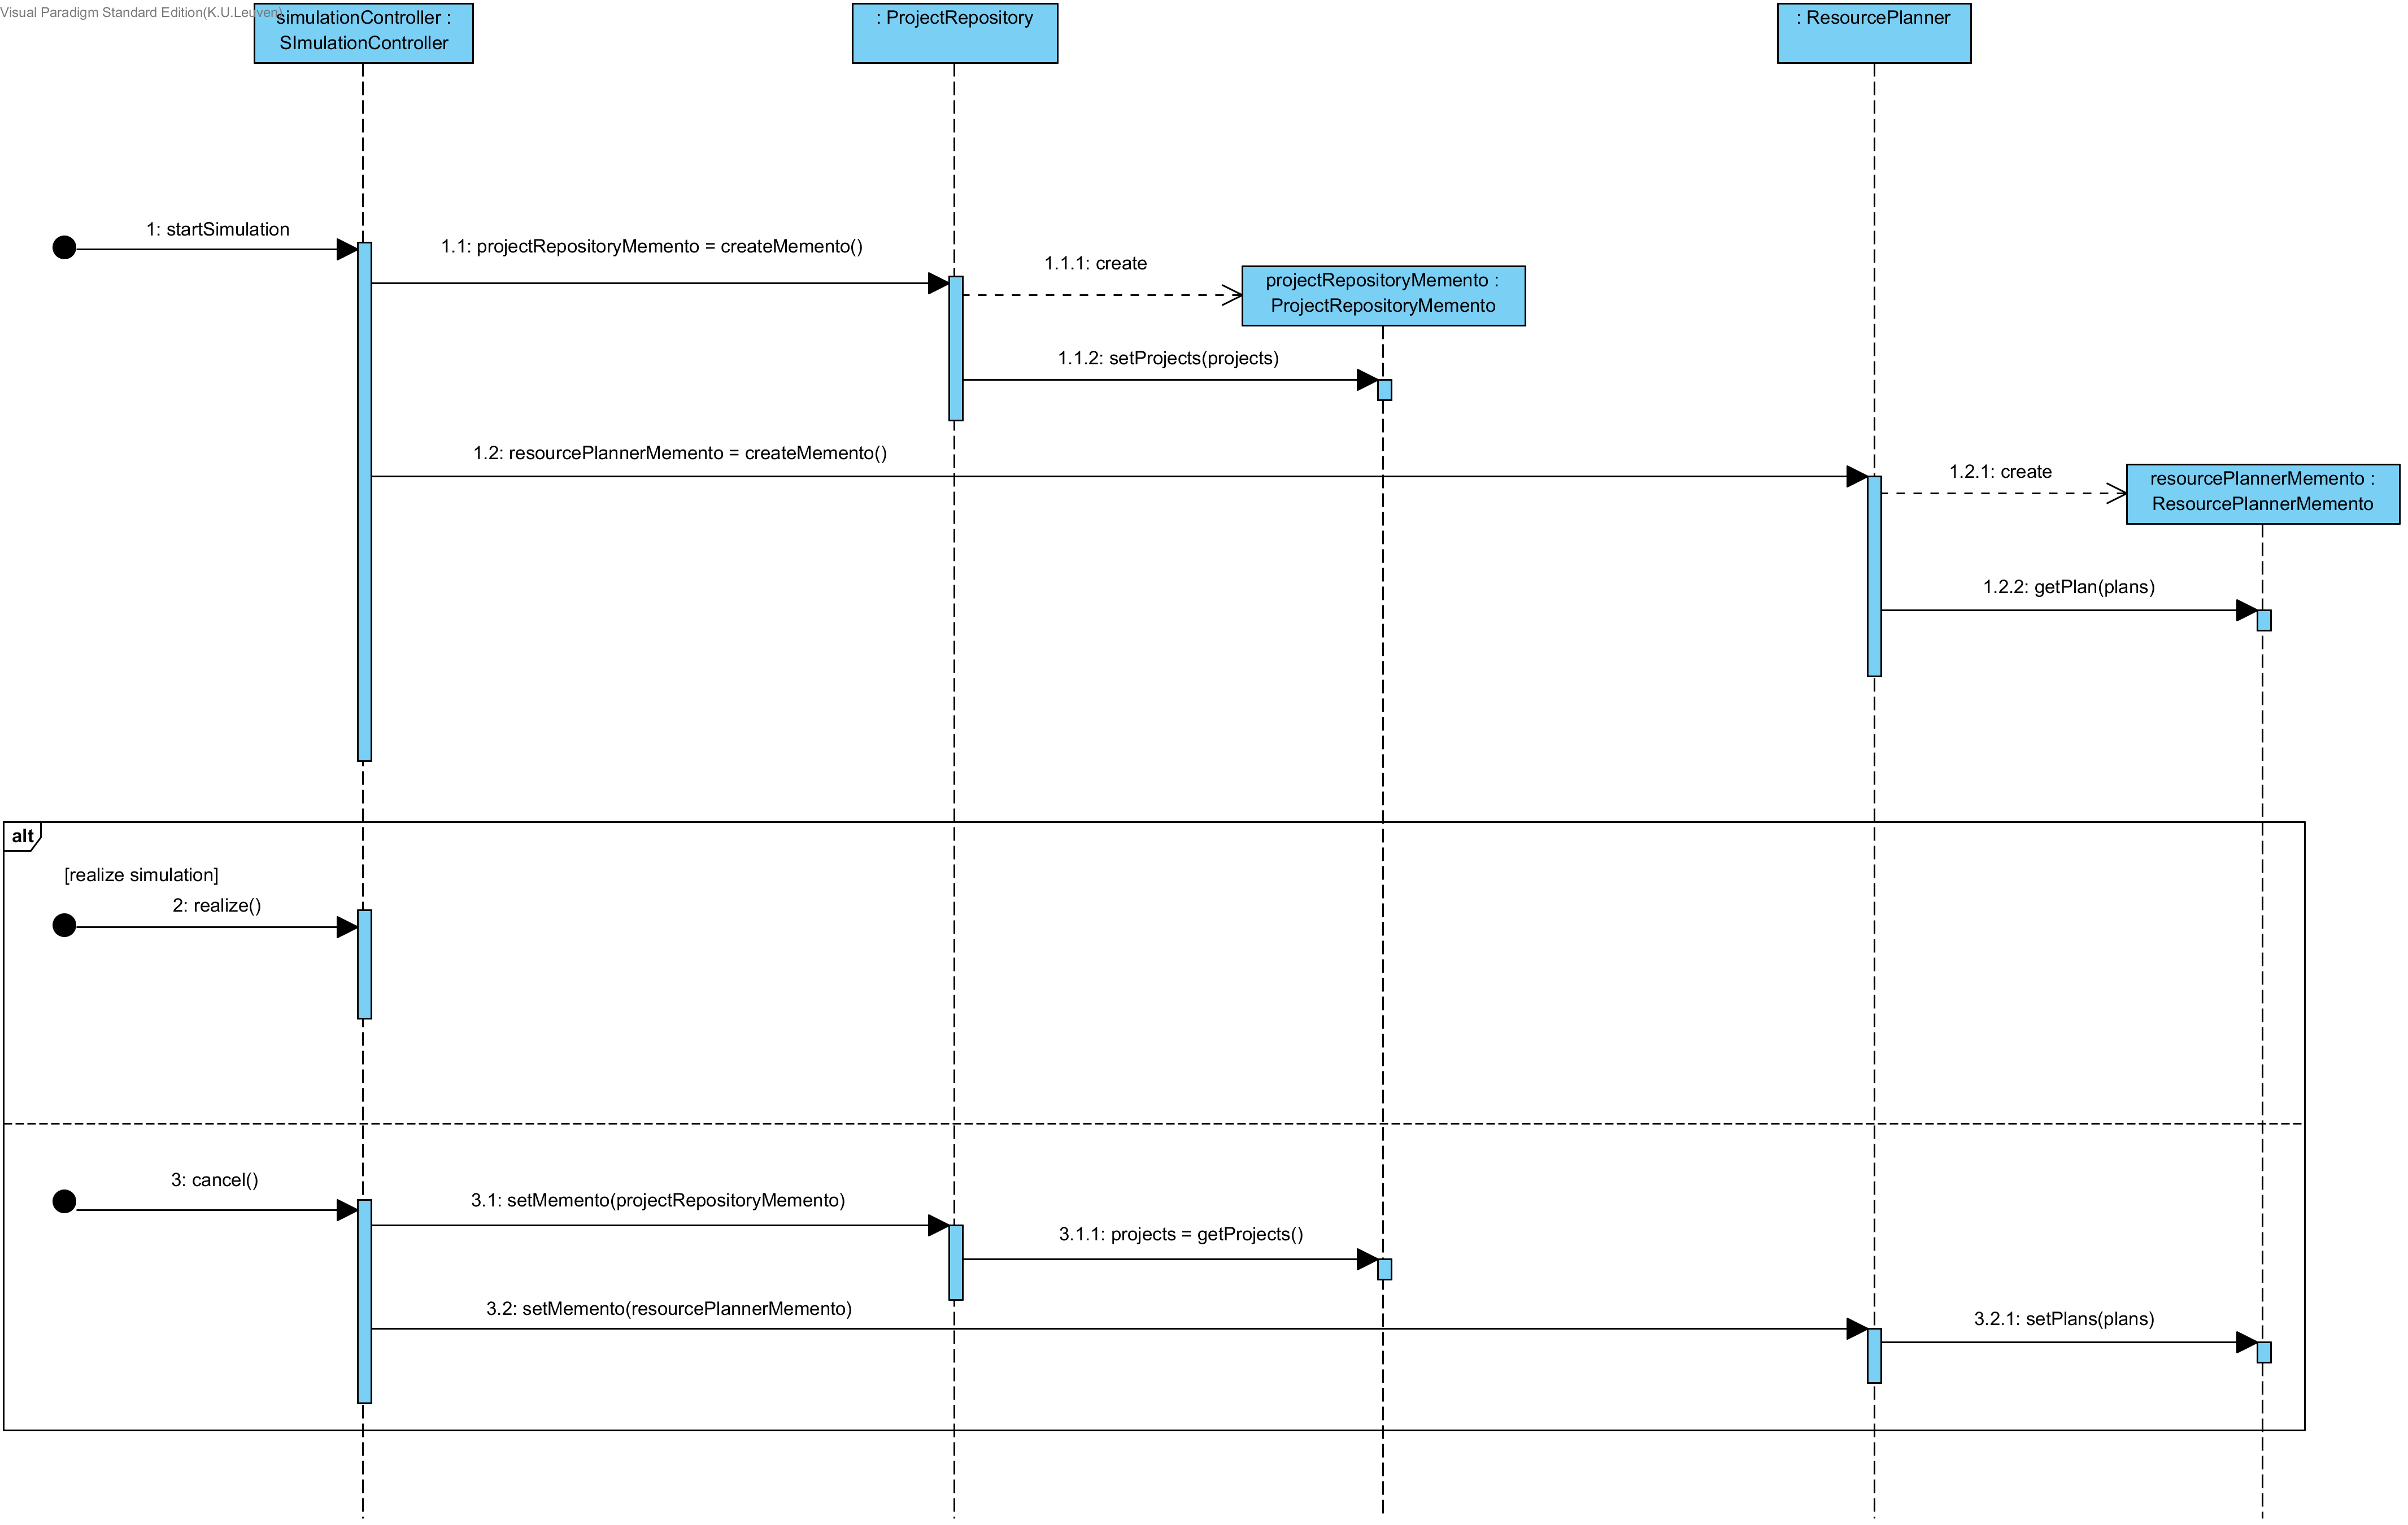 Visual Paradigm Standard Edition(K.U.Leuven)
simulationController :
SImulationController
: ProjectRepository
: ResourcePlanner
1: startSimulation
1.1: projectRepositoryMemento = createMemento()
1.1.1: create
projectRepositoryMemento :
ProjectRepositoryMemento
1.1.2: setProjects(projects)
1.2: resourcePlannerMemento = createMemento()
1.2.1: create
resourcePlannerMemento :
ResourcePlannerMemento
1.2.2: getPlan(plans)
alt
[realize simulation]
2: realize()
3: cancel()
3.1: setMemento(projectRepositoryMemento)
3.1.1: projects = getProjects()
3.2: setMemento(resourcePlannerMemento)
3.2.1: setPlans(plans)